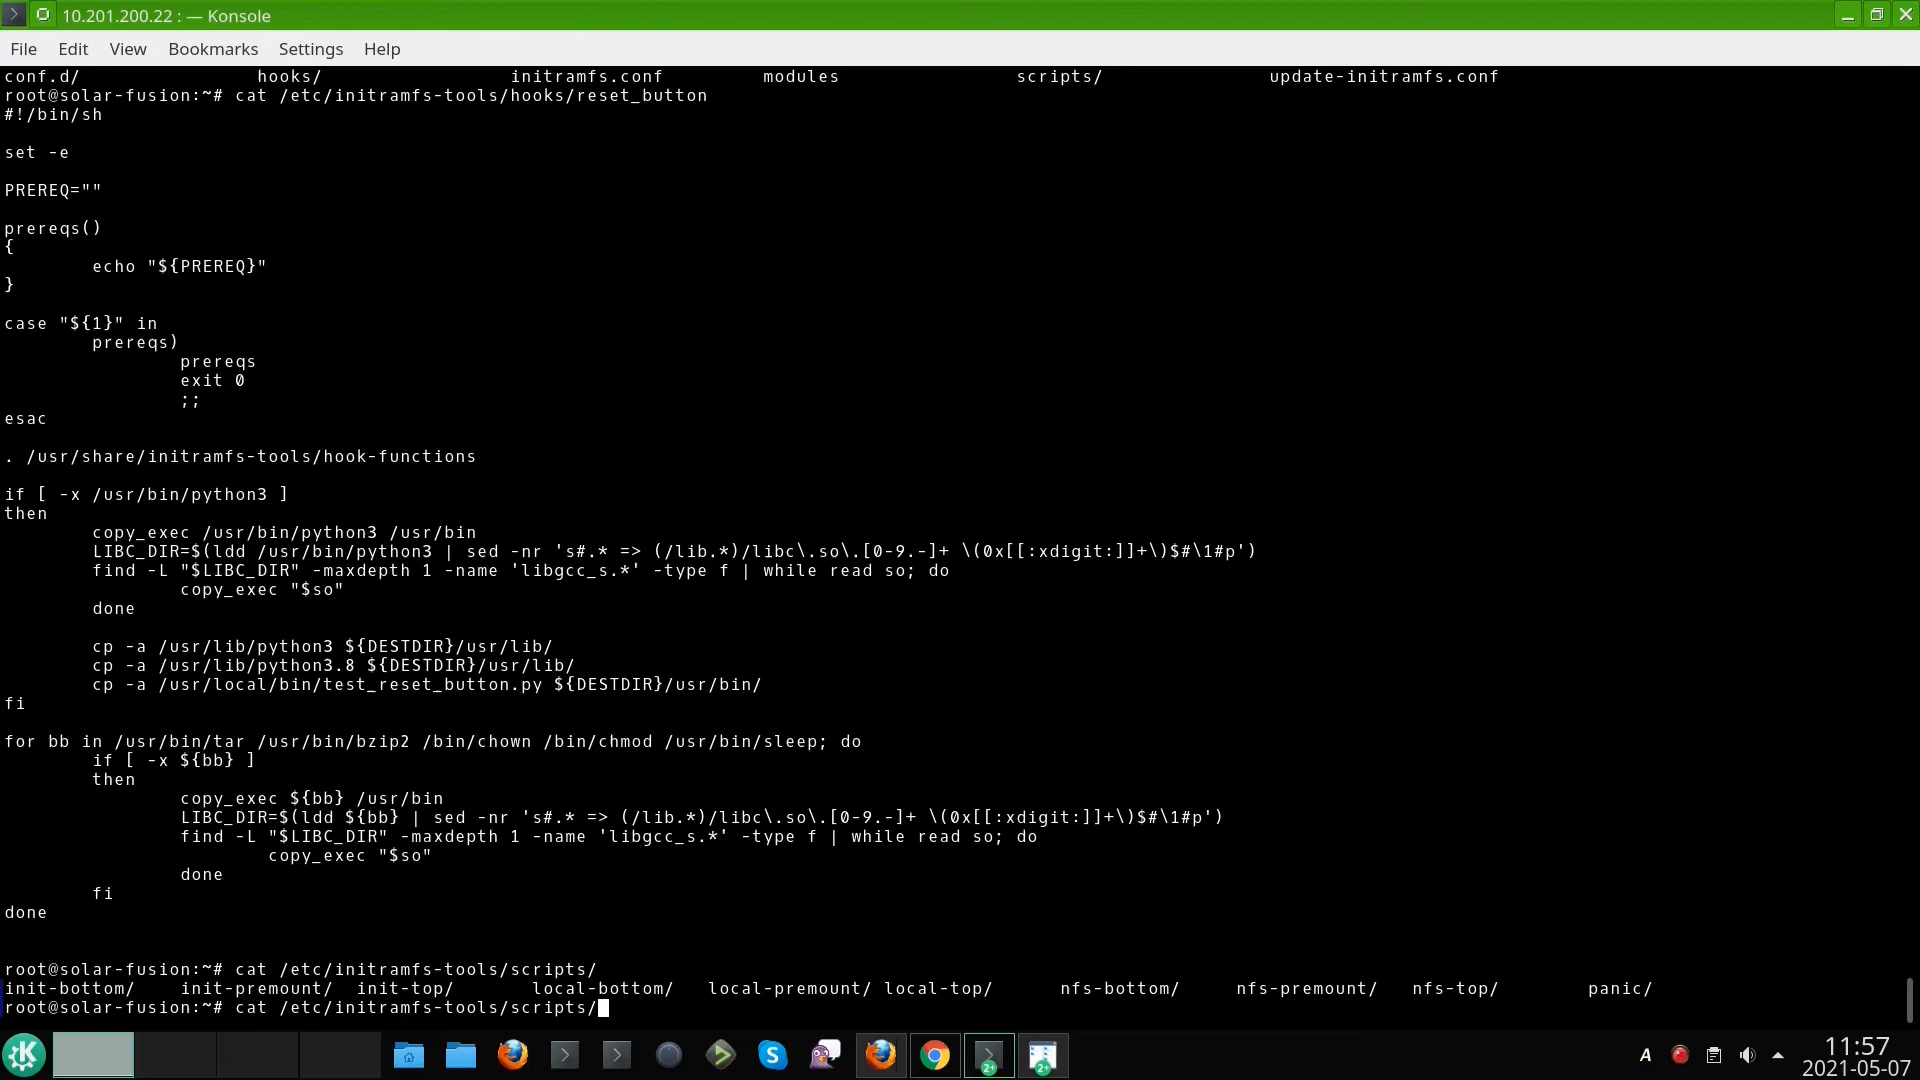 10.201.200.22 : — Konsole
File Edit View Bookmarks Settings Help
conf.d/ hooks/ initramfs.conf modules scripts/ update-initramfs.conf
root@solar-fusion:~# cat /etc/initramfs-tools/hooks/reset_button
#!/bin/sh
set -e
PREREQ=""
prereqs()
{
echo "${PREREQ}"
}
case "${1}" in
prereqs)
prereqs
exit 0
;;
esac
. /usr/share/initramfs-tools/hook-functions
if [ -x /usr/bin/python3 ]
then
copy_exec /usr/bin/python3 /usr/bin
LIBC_DIR=$(ldd /usr/bin/python3 | sed -nr 's#.* => (/lib.*)/libc\.so\.[0-9.-]+ \(0x[[:xdigit:]]+\)$#\1#p')
find -L "$LIBC_DIR" -maxdepth 1 -name 'libgcc_s.*' -type f | while read so; do
copy_exec "$so"
done
cp -a /usr/lib/python3 ${DESTDIR}/usr/lib/
cp -a /usr/lib/python3.8 ${DESTDIR}/usr/lib/
cp -a /usr/local/bin/test_reset_button.py ${DESTDIR}/usr/bin/
fi
for bb in /usr/bin/tar /usr/bin/bzip2 /bin/chown /bin/chmod /usr/bin/sleep; do
if [ -x ${bb} ]
then
copy_exec ${bb} /usr/bin
LIBC_DIR=$(ldd ${bb} | sed -nr 's#.* => (/lib.*)/libc\.so\.[0-9.-]+ \(0x[[:xdigit:]]+\)$#\1#p')
find -L "$LIBC_DIR" -maxdepth 1 -name 'libgcc_s.*' -type f | while read so; do
copy_exec "$so"
done
fi
done
root@solar-fusion:~# cat /etc/initramfs-tools/scripts/
init-bottom/ init-premount/ init-top/ local-bottom/ local-premount/ local-top/ nfs-bottom/ nfs-premount/ nfs-top/ panic/
root@solar-fusion:~# cat /etc/initramfs-tools/scripts/
2+ 2+ A 11:57
2021-05-07